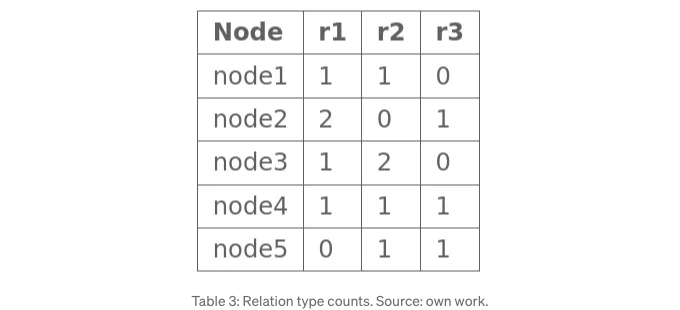 Node r1 r2 r3
node1 1 1 0
node2 2 0 1
node3 1 2 0
node4 1 1 1
node5 0 1 1
Table 3: Relation type counts. Source: own work.